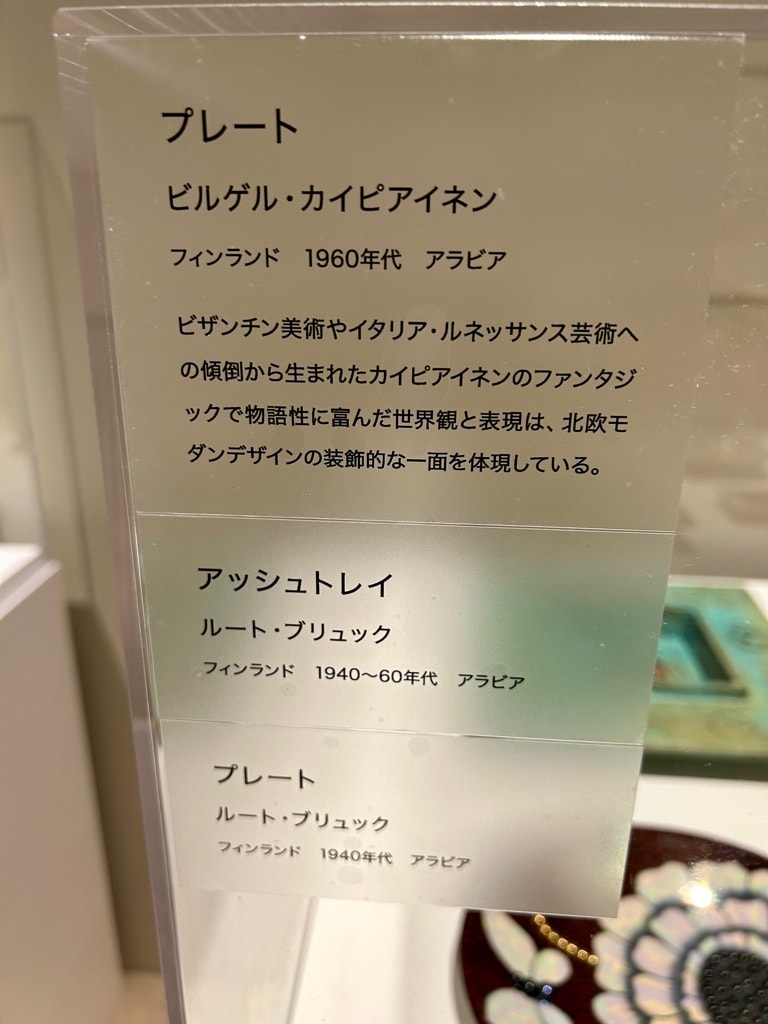 プレート
ビルゲル・カイピアイネン
フィンランド　1960年代　アラビア
ビザンチン美術やイタリア・ルネッサンス芸術へ
の傾倒から生まれたカイピアイネンのファンタジ
ックで物語性に富んだ世界観と表現は、北欧モ
ダンデザインの装飾的な一面を体現している。
アッシュトレイ
ルート・ブリュック
フィンランド　1940〜60年代　アラビア
プレート
ルート・ブリュック
フィンランド　1940年代　アラビア